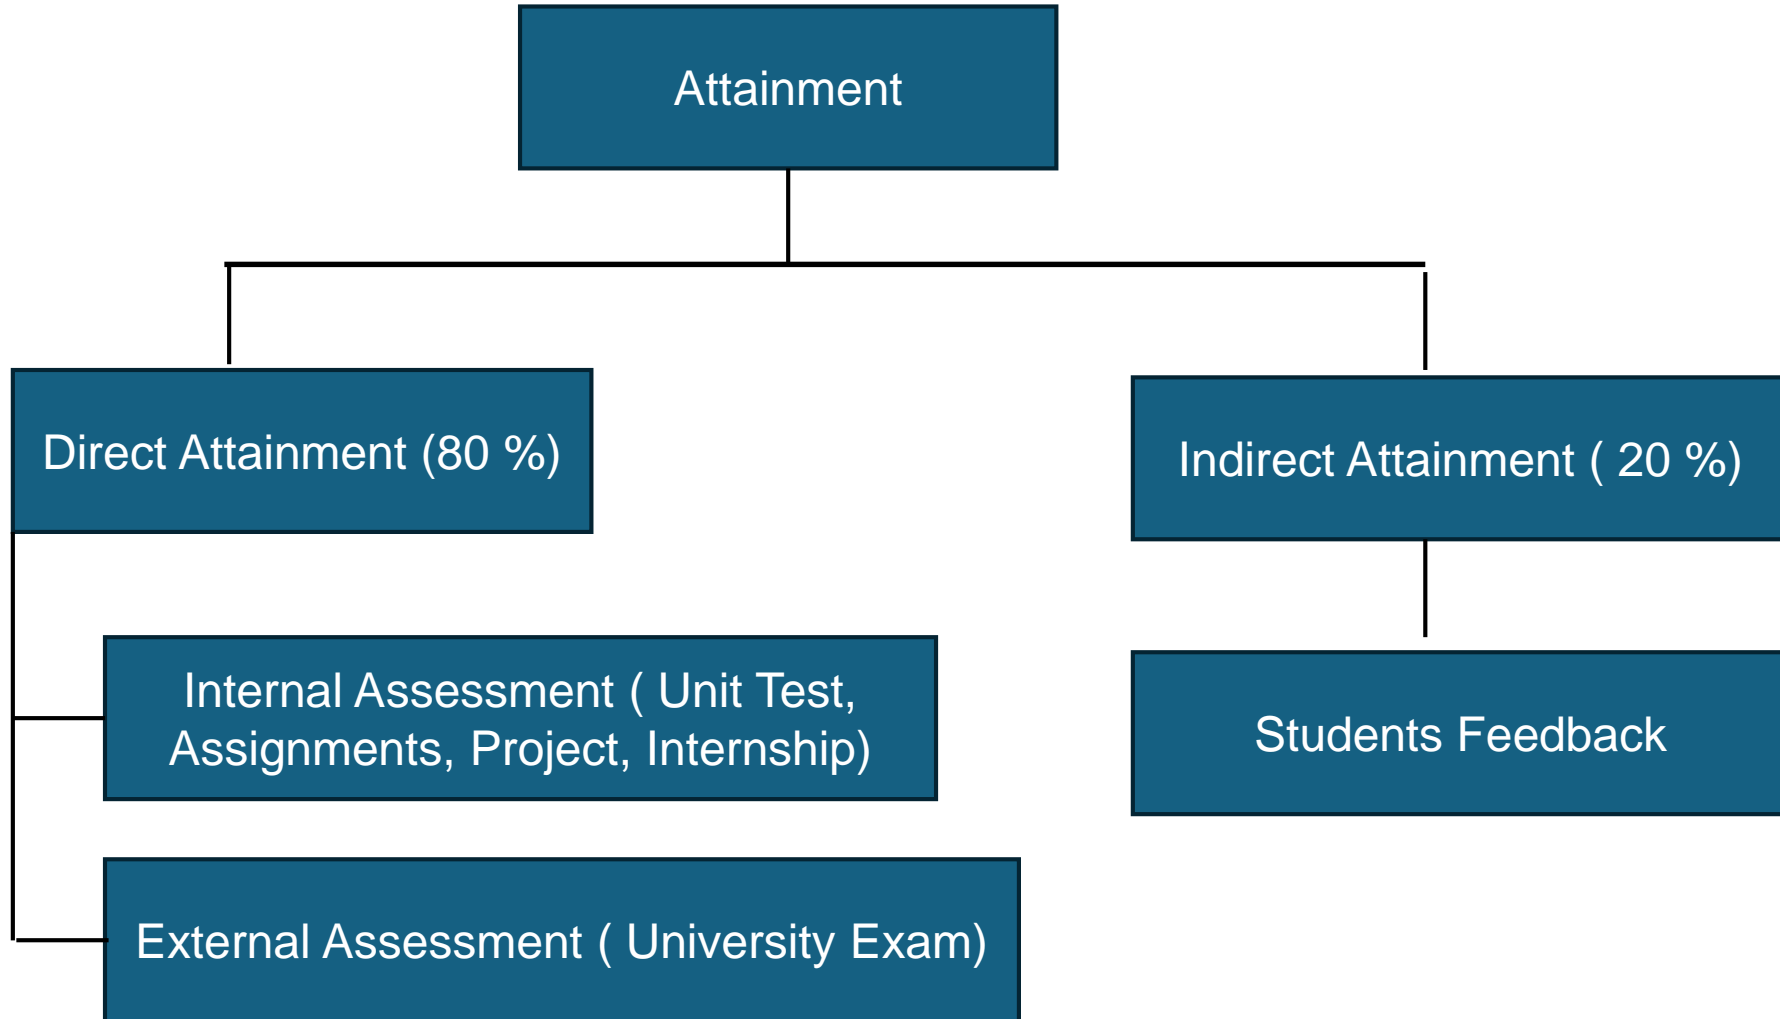 Attainment
Direct Attainment (80 %)
Indirect Attainment ( 20 %)
Internal Assessment ( Unit Test,
Assignments, Project, Internship)
Students Feedback
External Assessment ( University Exam)